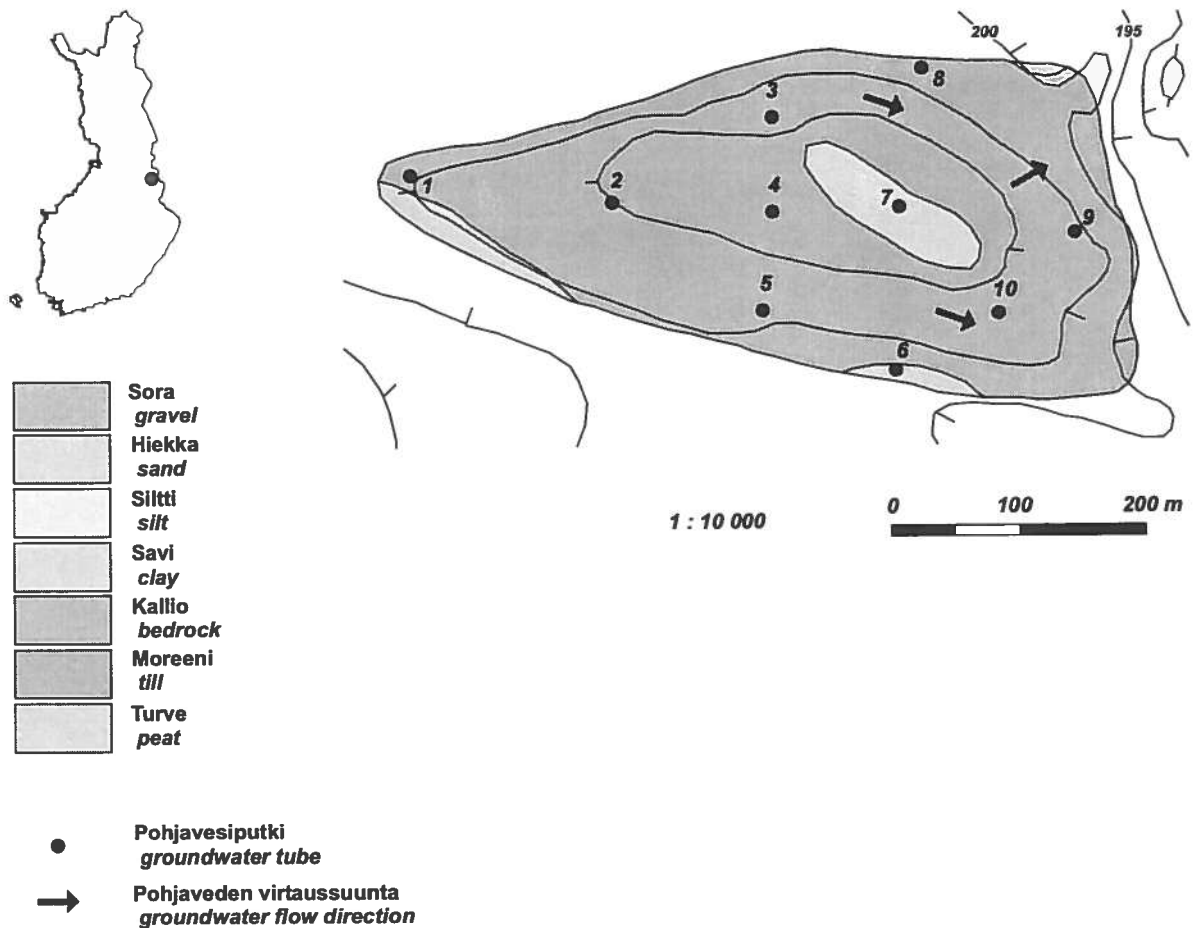 200
195
8
3
1
2
4
7
9
5
10
6
Sora
gravel
Hiekka
sand
Siltti
silt
Savi
clay
Kallio
bedrock
Moreeni
till
Turve
peat
1 : 10 000
0 100 200 m
Pohjavesiputki
groundwater tube
Pohjaveden virtaussuunta
groundwater flow direction